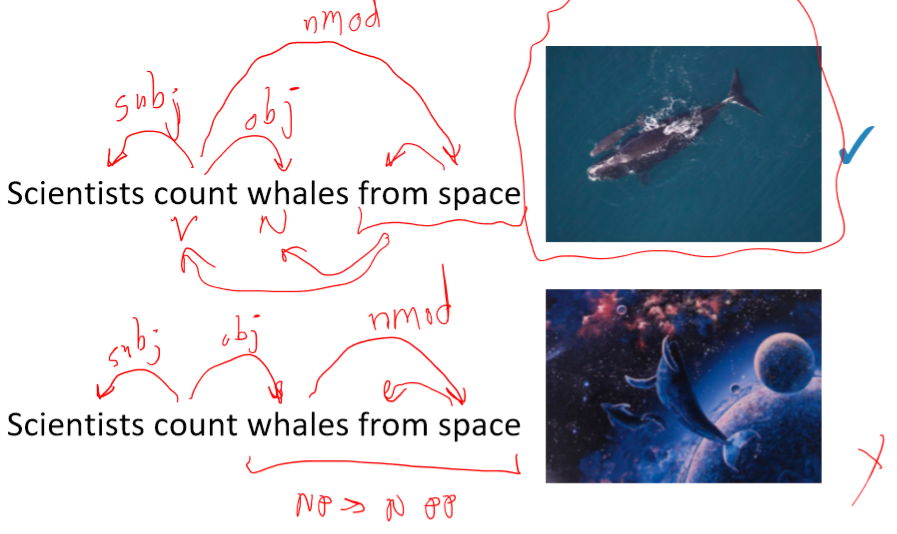 nmod
subj obj
Scientists count whales from space
V N
nmod
subj obj
Scientists count whales from space
NP → N PP